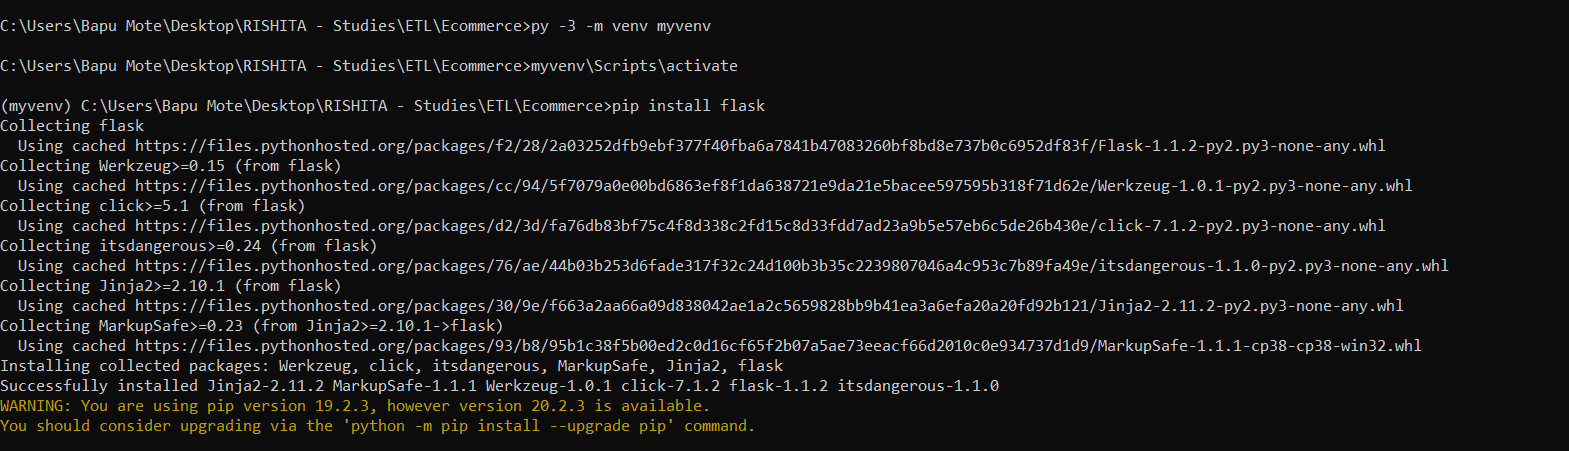 C:\Users\Bapu Mote\Desktop\RISHITA - Studies\ETL\Ecommerce>py -3 -m venv myvenv
C:\Users\Bapu Mote\Desktop\RISHITA - Studies\ETL\Ecommerce>myvenv\Scripts\activate
(myvenv) C:\Users\Bapu Mote\Desktop\RISHITA - Studies\ETL\Ecommerce>pip install flask
Collecting flask
  Using cached https://files.pythonhosted.org/packages/f2/28/2a03252dfb9ebf377f40fba6a7841b47083260bf8bd8e737b0c6952df83f/Flask-1.1.2-py2.py3-none-any.whl
Collecting Werkzeug>=0.15 (from flask)
  Using cached https://files.pythonhosted.org/packages/cc/94/5f7079a0e00bd6863ef8f1da638721e9da21e5bacee597595b318f71d62e/Werkzeug-1.0.1-py2.py3-none-any.whl
Collecting click>=5.1 (from flask)
  Using cached https://files.pythonhosted.org/packages/d2/3d/fa76db83bf75c4f8d338c2fd15c8d33fdd7ad23a9b5e57eb6c5de26b430e/click-7.1.2-py2.py3-none-any.whl
Collecting itsdangerous>=0.24 (from flask)
  Using cached https://files.pythonhosted.org/packages/76/ae/44b03b253d6fade317f32c24d100b3b35c2239807046a4c953c7b89fa49e/itsdangerous-1.1.0-py2.py3-none-any.whl
Collecting Jinja2>=2.10.1 (from flask)
  Using cached https://files.pythonhosted.org/packages/30/9e/f663a2aa66a09d838042ae1a2c5659828bb9b41ea3a6efa20a20fd92b121/Jinja2-2.11.2-py2.py3-none-any.whl
Collecting MarkupSafe>=0.23 (from Jinja2>=2.10.1->flask)
  Using cached https://files.pythonhosted.org/packages/93/b8/95b1c38f5b00ed2c0d16cf65f2b07a5ae73eeacf66d2010c0e934737d1d9/MarkupSafe-1.1.1-cp38-cp38-win32.whl
Installing collected packages: Werkzeug, click, itsdangerous, MarkupSafe, Jinja2, flask
Successfully installed Jinja2-2.11.2 MarkupSafe-1.1.1 Werkzeug-1.0.1 click-7.1.2 flask-1.1.2 itsdangerous-1.1.0
WARNING: You are using pip version 19.2.3, however version 20.2.3 is available.
You should consider upgrading via the 'python -m pip install --upgrade pip' command.